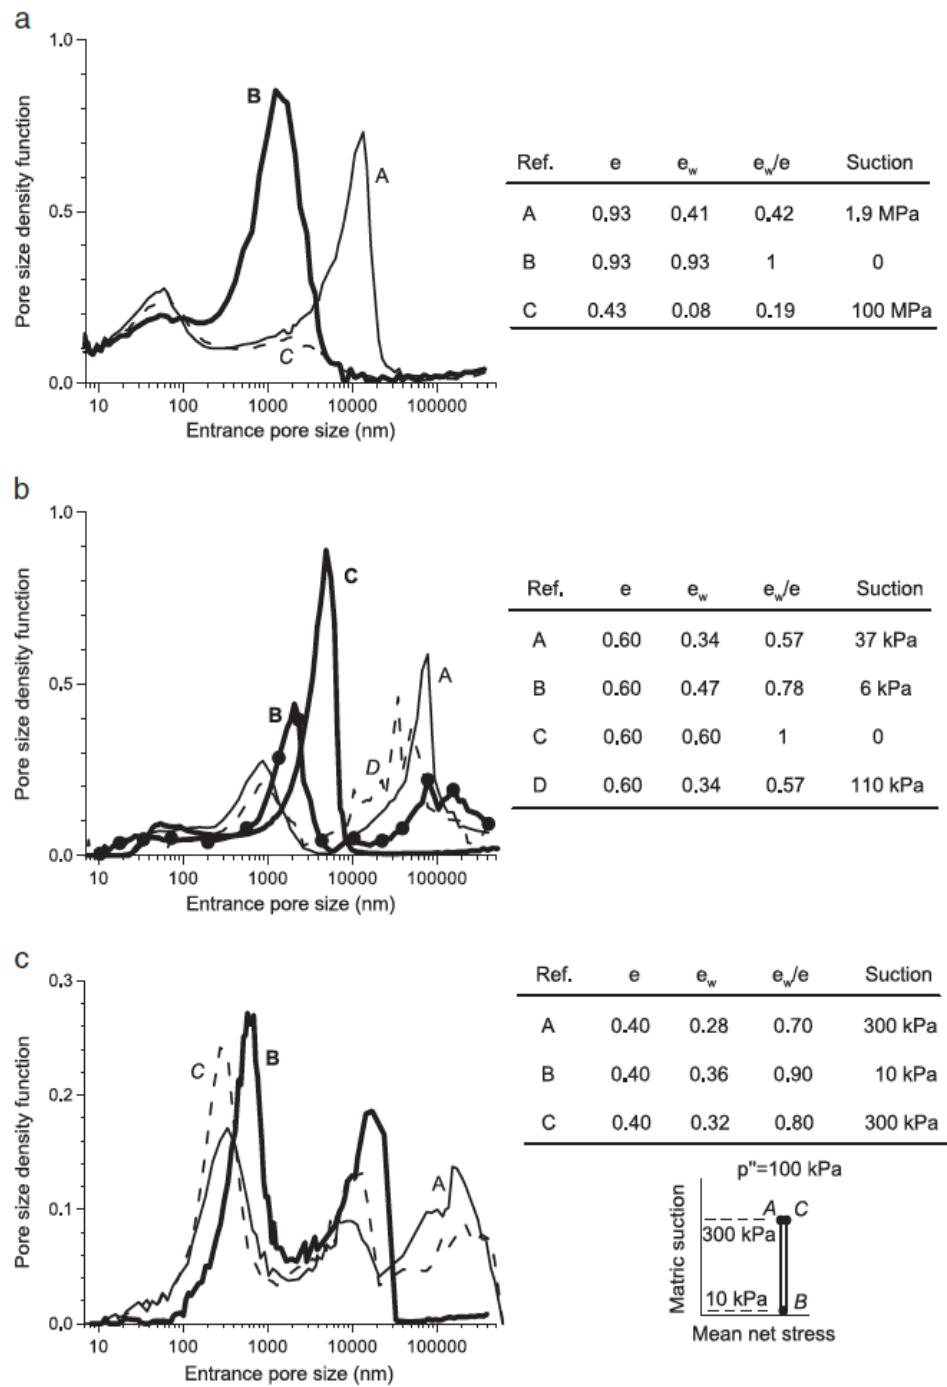 a
1.0
0.5
0.0
Pore size density function
B
A
C
10 100 1000 10000 100000
Entrance pore size (nm)
Ref. e e_w e_w/e Suction
A 0.93 0.41 0.42 1.9 MPa
B 0.93 0.93 1 0
C 0.43 0.08 0.19 100 MPa
b
1.0
0.5
0.0
Pore size density function
C
A
B
D
10 100 1000 10000 100000
Entrance pore size (nm)
Ref. e e_w e_w/e Suction
A 0.60 0.34 0.57 37 kPa
B 0.60 0.47 0.78 6 kPa
C 0.60 0.60 1 0
D 0.60 0.34 0.57 110 kPa
c
0.3
0.2
0.1
0.0
Pore size density function
B
C
A
10 100 1000 10000 100000
Entrance pore size (nm)
Ref. e e_w e_w/e Suction
A 0.40 0.28 0.70 300 kPa
B 0.40 0.36 0.90 10 kPa
C 0.40 0.32 0.80 300 kPa
p"=100 kPa
Matric suction
A C
300 kPa
10 kPa
B
Mean net stress